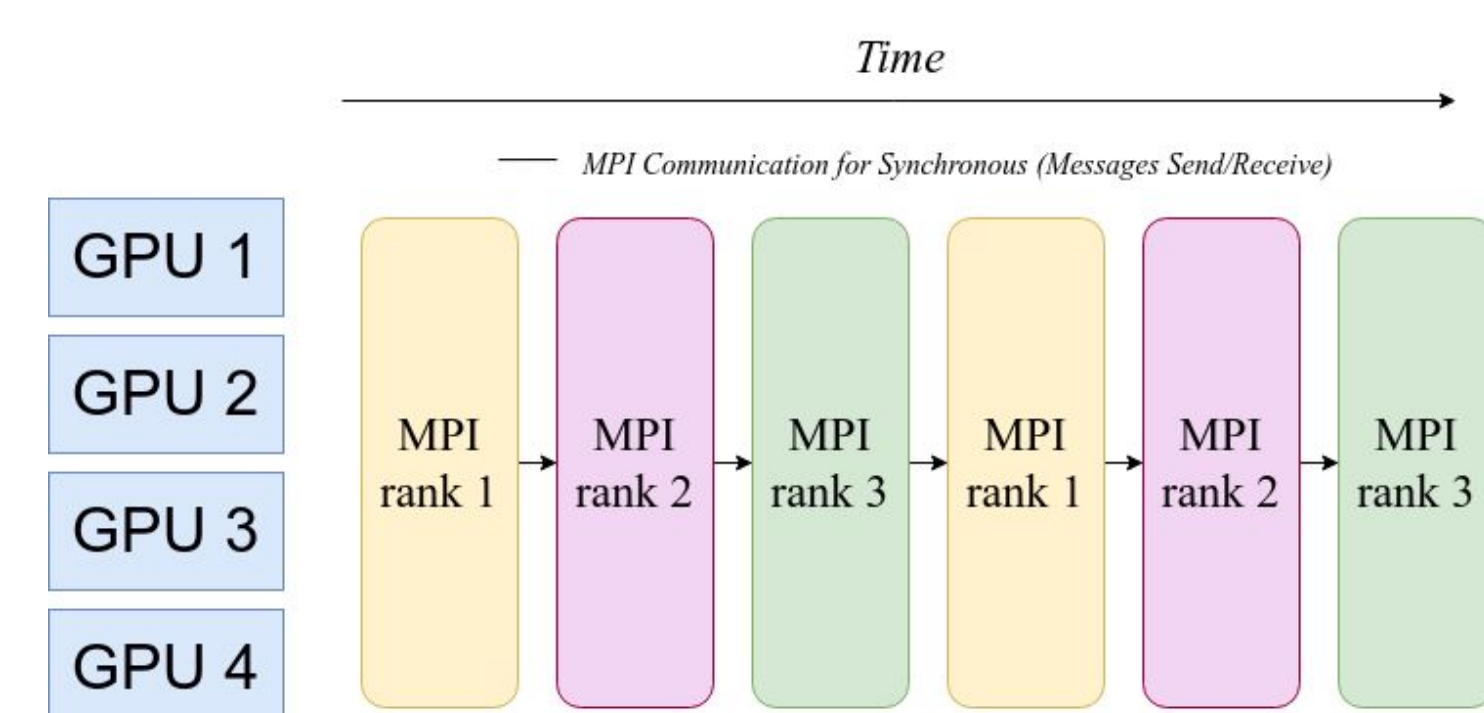 Time
MPI Communication for Synchronous (Messages Send/Receive)
GPU 1
GPU 2
GPU 3
GPU 4
MPI
rank 1
MPI
rank 2
MPI
rank 3
MPI
rank 1
MPI
rank 2
MPI
rank 3